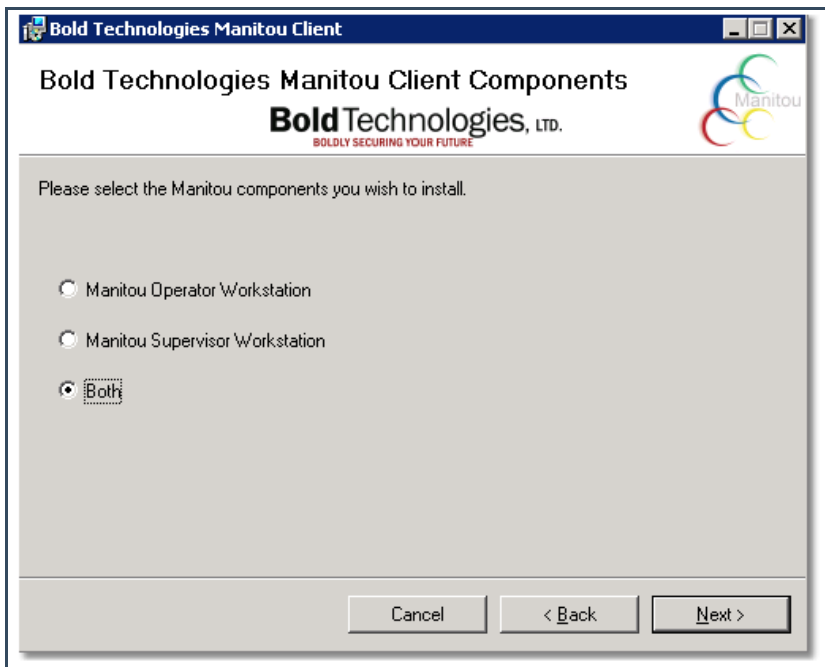 Bold Technologies Manitou Client
Bold Technologies Manitou Client Components
Manitou
Bold Technologies, LTD.
BOLDLY SECURING YOUR FUTURE
Please select the Manitou components you wish to install.
Manitou Operator Workstation
Manitou Supervisor Workstation
Both
Cancel
< Back
Next >